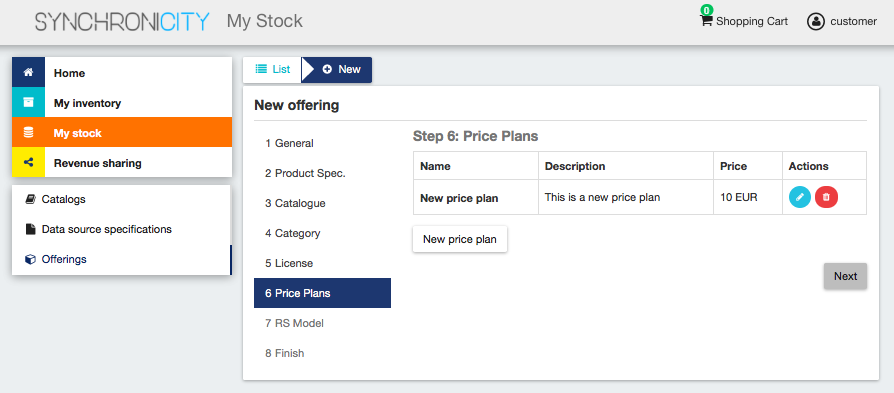 SYNCHRONICITY My Stock 0 Shopping Cart customer
Home
My inventory
My stock
Revenue sharing
Catalogs
Data source specifications
Offerings
List New
New offering
1 General
2 Product Spec.
3 Catalogue
4 Category
5 License
6 Price Plans
7 RS Model
8 Finish
Step 6: Price Plans
Name Description Price Actions
New price plan This is a new price plan 10 EUR
New price plan
Next